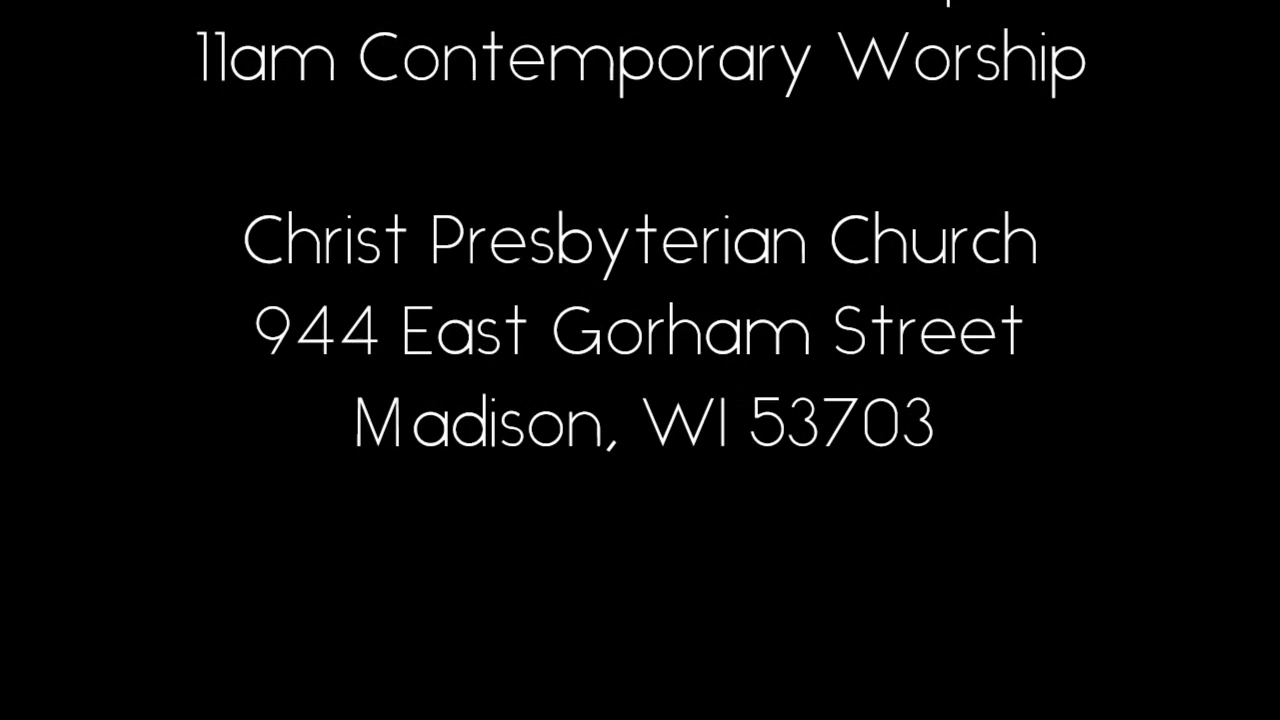 11am Contemporary Worship
Christ Presbyterian Church
944 East Gorham Street
Madison, WI 53703